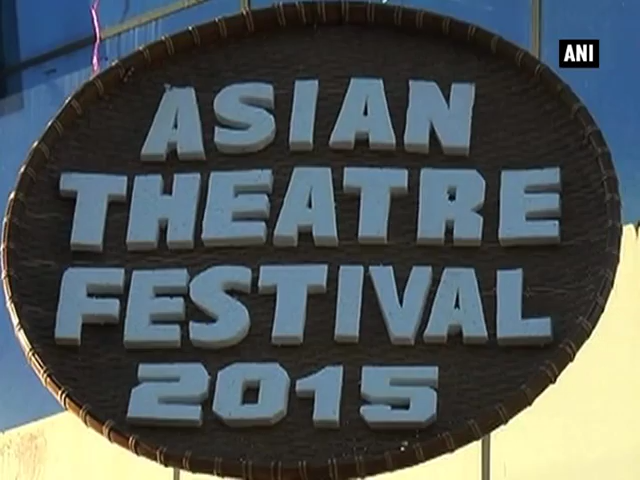 ANI
ASIAN
THEATRE
FESTIVAL
2015